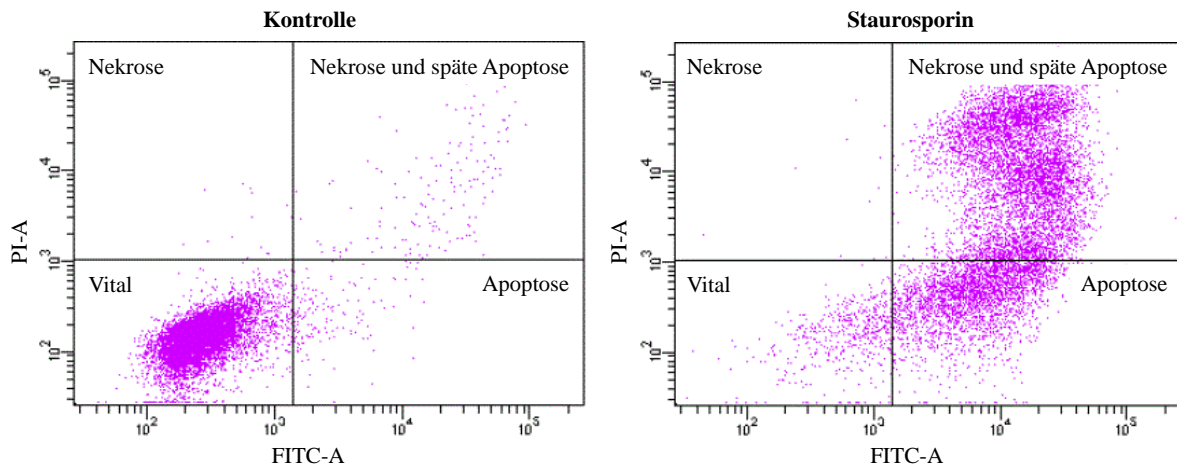 Kontrolle
Nekrose
Nekrose und späte Apoptose
Vital
Apoptose
PI-A
10^5
10^4
10^3
10^2
10^2
10^3
10^4
10^5
FITC-A
Staurosporin
Nekrose
Nekrose und späte Apoptose
Vital
Apoptose
PI-A
10^5
10^4
10^3
10^2
10^2
10^3
10^4
10^5
FITC-A